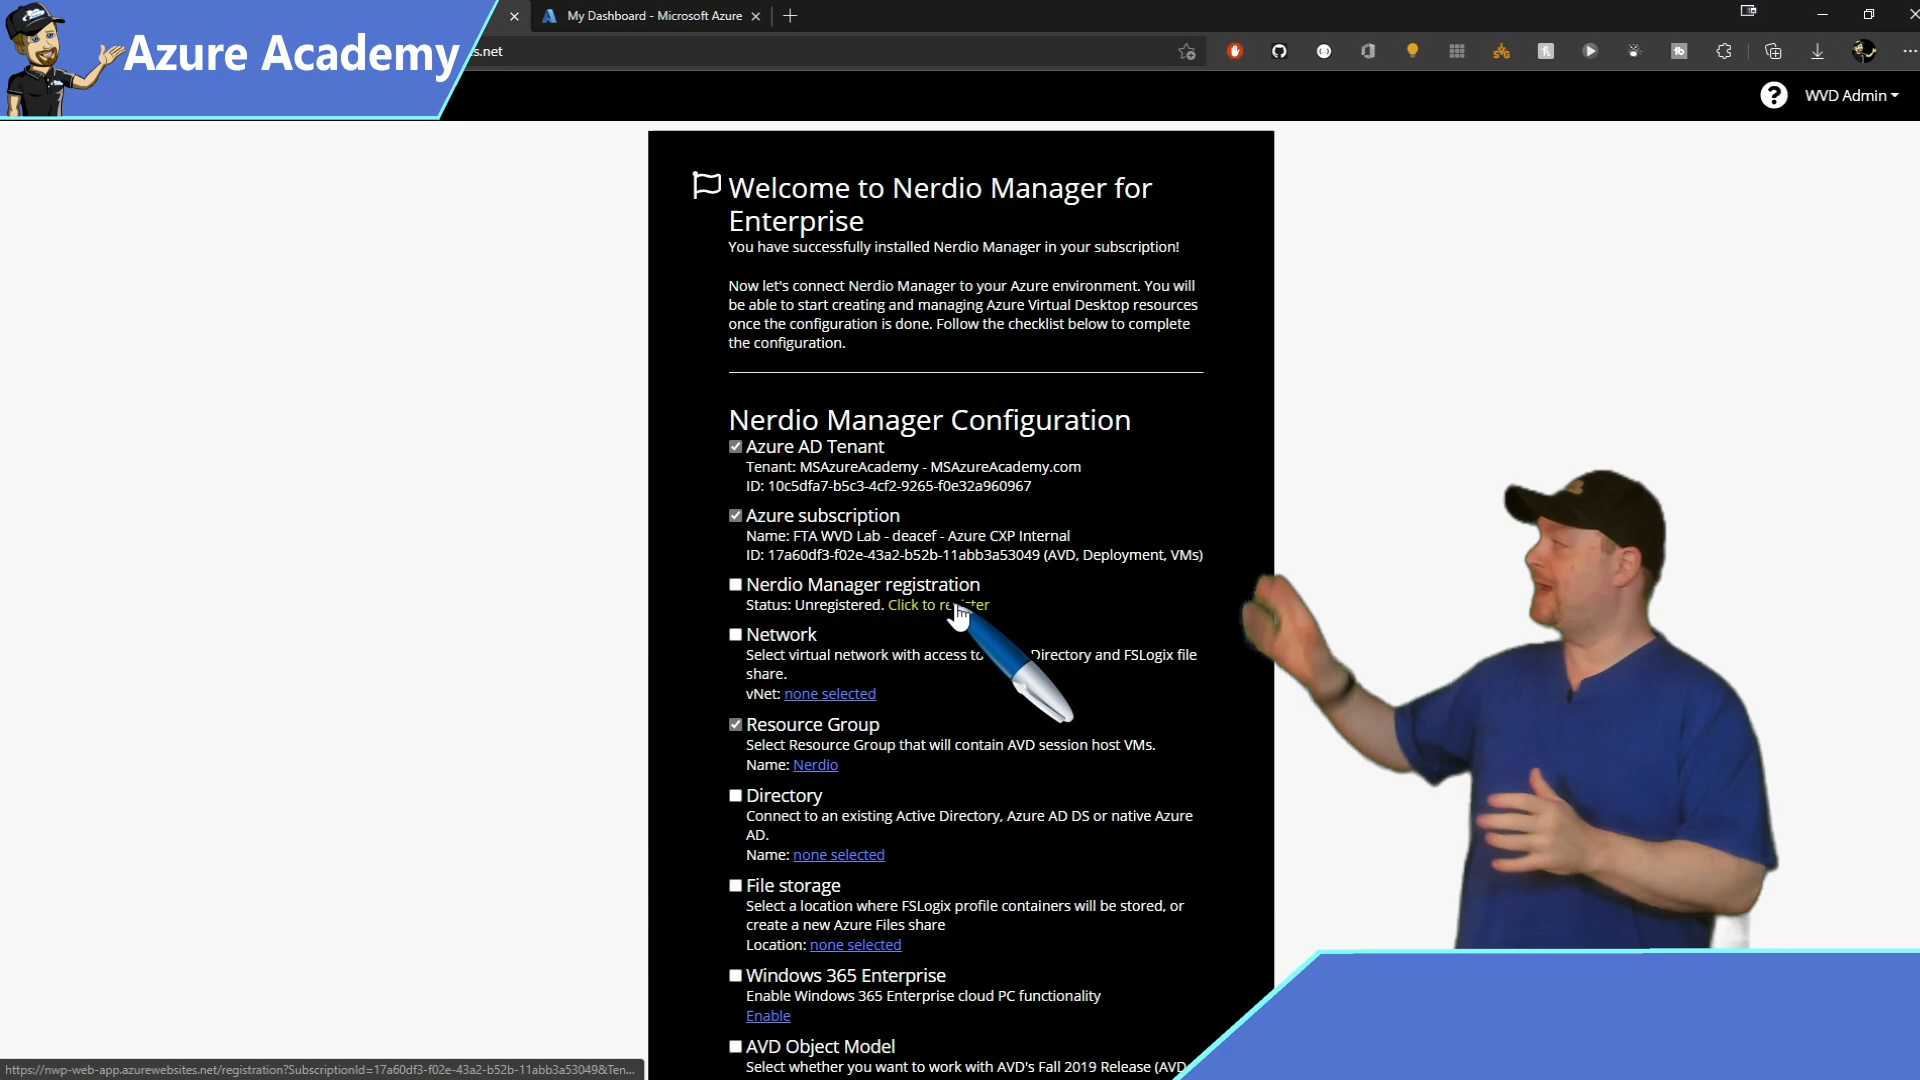 My Dashboard - Microsoft Azure
Azure Academy
s.net
WVD Admin
Welcome to Nerdio Manager for
Enterprise
You have successfully installed Nerdio Manager in your subscription!
Now let's connect Nerdio Manager to your Azure environment. You will
be able to start creating and managing Azure Virtual Desktop resources
once the configuration is done. Follow the checklist below to complete
the configuration.
Nerdio Manager Configuration
Azure AD Tenant
Tenant: MSAzureAcademy - MSAzureAcademy.com
ID: 10c5dfa7-b5c3-4cf2-9265-f0e32a960967
Azure subscription
Name: FTA WVD Lab - deacef - Azure CXP Internal
ID: 17a60df3-f02e-43a2-b52b-11abb3a53049 (AVD, Deployment, VMs)
Nerdio Manager registration
Status: Unregistered. Click to register
Network
Select virtual network with access to Directory and FSLogix file
share.
vNet: none selected
Resource Group
Select Resource Group that will contain AVD session host VMs.
Name: Nerdio
Directory
Connect to an existing Active Directory, Azure AD DS or native Azure
AD.
Name: none selected
File storage
Select a location where FSLogix profile containers will be stored, or
create a new Azure Files share
Location: none selected
Windows 365 Enterprise
Enable Windows 365 Enterprise cloud PC functionality
Enable
AVD Object Model
Select whether you want to work with AVD's Fall 2019 Release (AVD
https://nwp-web-app.azurewebsites.net/registration?SubscriptionId=17a60df3-f02e-43a2-b52b-11abb3a53049&Ten...